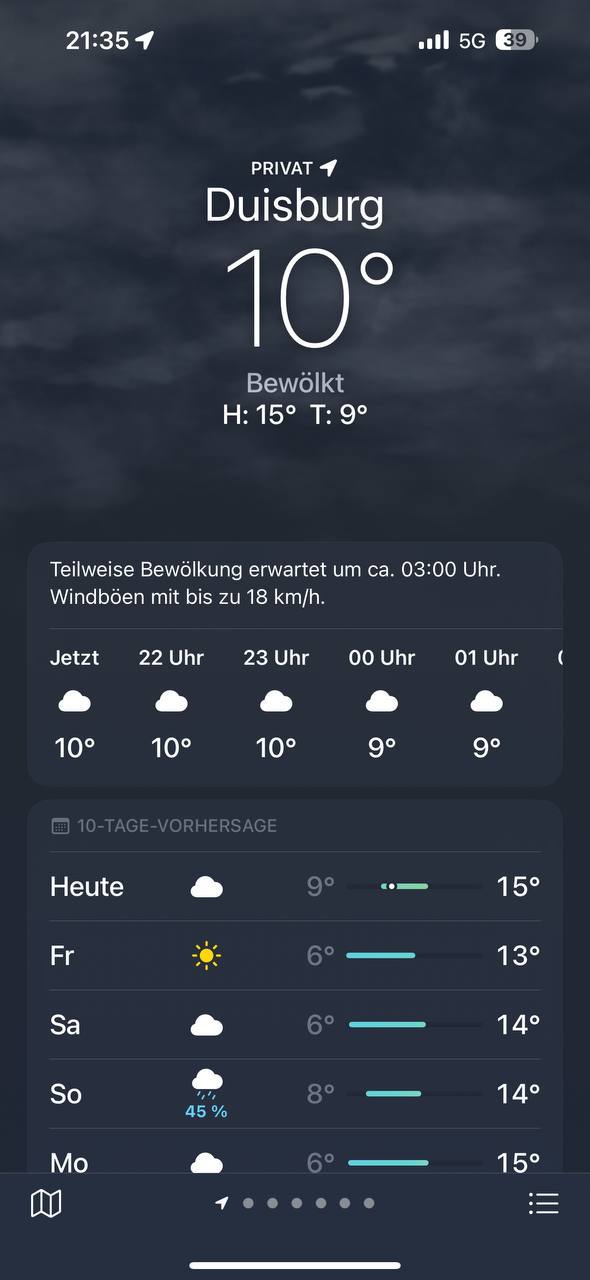 21:35
5G
39
PRIVAT
Duisburg
10°
Bewölkt
H: 15° T: 9°
Teilweise Bewölkung erwartet um ca. 03:00 Uhr.
Windböen mit bis zu 18 km/h.
Jetzt 22 Uhr 23 Uhr 00 Uhr 01 Uhr
10° 10° 10° 9° 9°
10-TAGE-VORHERSAGE
Heute 9° 15°
Fr 6° 13°
Sa 6° 14°
So 45 % 8° 14°
Mo 6° 15°